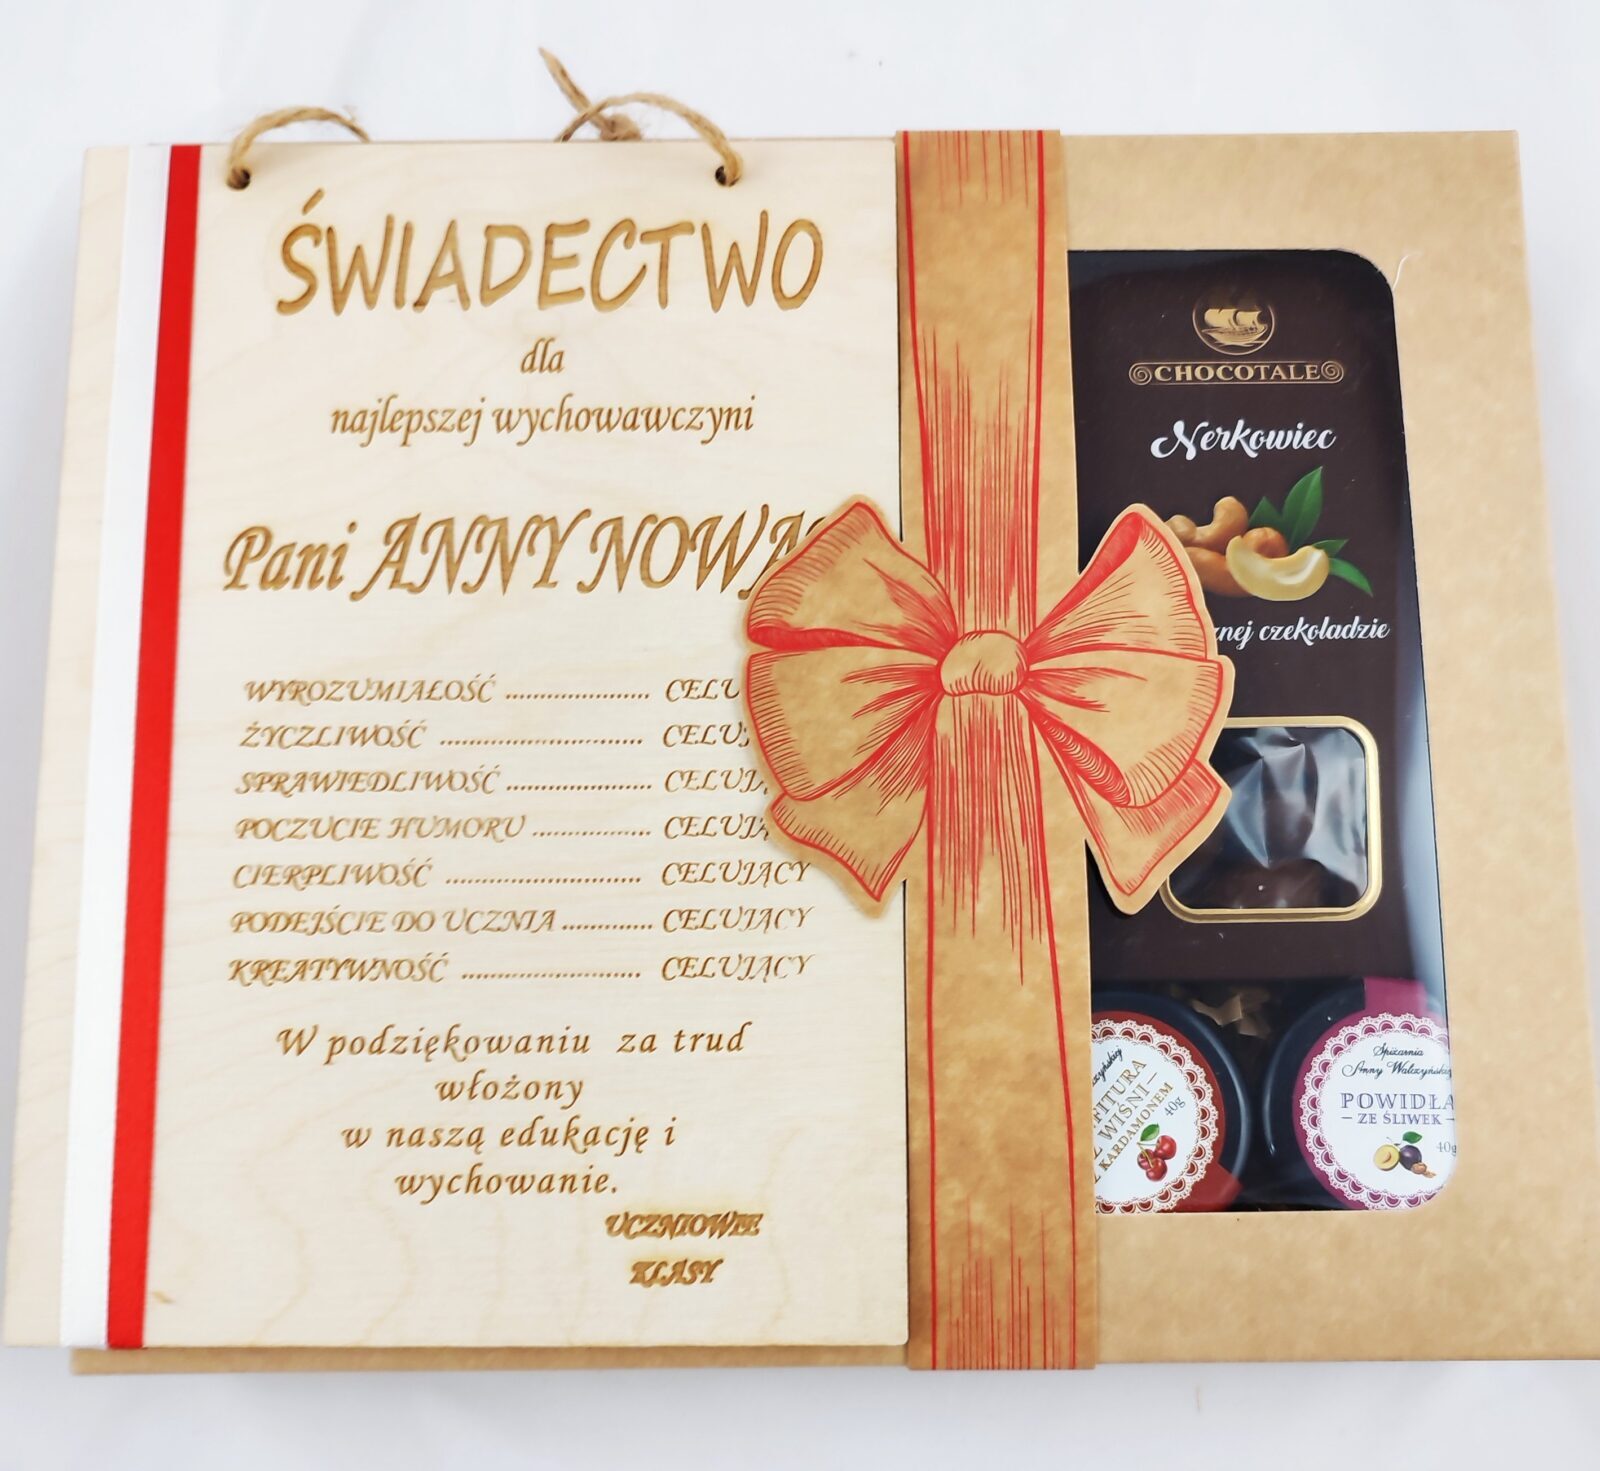 ŚWIADECTWO
dla
najlepszej wychowawczyni
Pani ANNY
WYROZUMIAŁOŚĆ ......................
ŻYCZLIWOŚĆ ..............................
SPRAWIEDLIWOŚĆ ......................
POCZUCIE HUMORU .................
CIERPLIWOŚĆ ............................. CELUJĄCY
PODEJŚCIE DO UCZNIA ............. CELUJĄCY
KREATYWNOŚĆ .......................... CELUJĄCY
W podziękowaniu za trud
włożony
w naszą edukację i
wychowanie.
UCZNIOWIE
KLASY
CHOCOTALE
Nerkowiec
czekoladzie
WIŚNI
KARDAMONEM
40g
Spiżarnia
Anny
POWIDŁA
– ZE ŚLIWEK –
40g